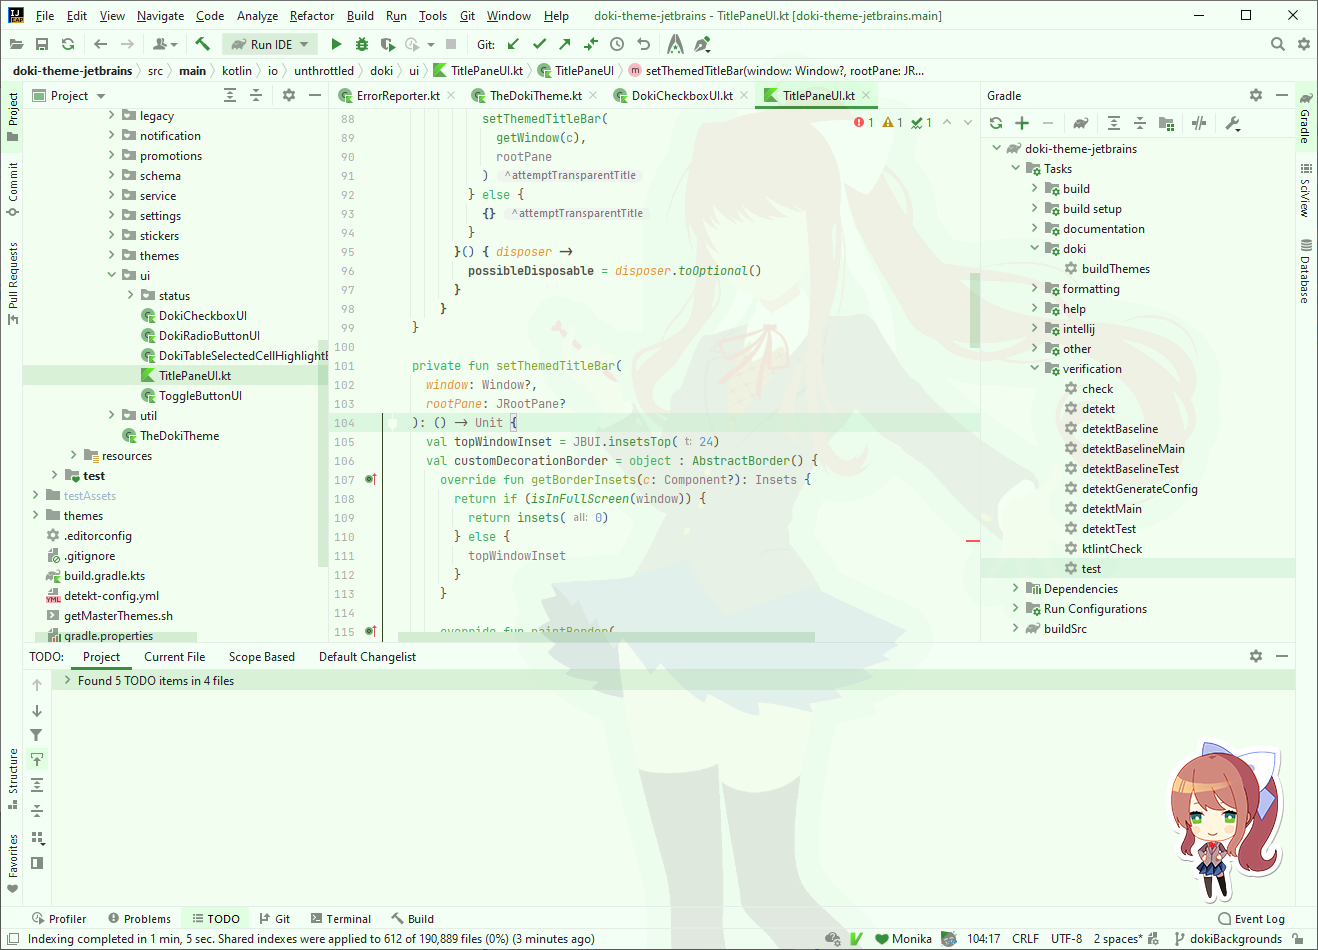 File Edit View Navigate Code Analyze Refactor Build Run Tools Git Window Help doki-theme-jetbrains - TitlePaneUI.kt [doki-theme-jetbrains.main]
Run IDE Git:
doki-theme-jetbrains src main kotlin io unthrottled doki ui TitlePaneUI.kt TitlePaneUI m setThemedTitleBar(window: Window?, rootPane: JR...
Project
Commit
Pull Requests
Structure
Favorites
Project
legacy
notification
promotions
schema
service
settings
stickers
themes
ui
status
DokiCheckboxUI
DokiRadioButtonUI
DokiTableSelectedCellHighlightB
TitlePaneUI.kt
ToggleButtonUI
util
TheDokiTheme
resources
test
testAssets
themes
.editorconfig
.gitignore
build.gradle.kts
detekt-config.yml
getMasterThemes.sh
gradle.properties
ErrorReporter.kt TheDokiTheme.kt DokiCheckboxUI.kt TitlePaneUI.kt
1 1 1
88 setThemedTitleBar(
89 getWindow(c),
90 rootPane
91 ) ^attemptTransparentTitle
92 } else {
93 {} ^attemptTransparentTitle
94 }
95 }() { disposer →
96 possibleDisposable = disposer.toOptional()
97 }
98 }
99 }
100
101 private fun setThemedTitleBar(
102 window: Window?,
103 rootPane: JRootPane?
104 ): () → Unit {
105 val topWindowInset = JBUI.insetsTop( t: 24)
106 val customDecorationBorder = object : AbstractBorder() {
107 override fun getBorderInsets(c: Component?): Insets {
108 return if (isInFullScreen(window)) {
109 return insets( all: 0)
110 } else {
111 topWindowInset
112 }
113 }
114
115 override fun paintBorder(
Gradle
doki-theme-jetbrains
Tasks
build
build setup
documentation
doki
buildThemes
formatting
help
intellij
other
verification
check
detekt
detektBaseline
detektBaselineMain
detektBaselineTest
detektGenerateConfig
detektMain
detektTest
ktlintCheck
test
Dependencies
Run Configurations
buildSrc
Gradle
SciView
Database
TODO: Project Current File Scope Based Default Changelist
Found 5 TODO items in 4 files
Profiler Problems TODO Git Terminal Build Event Log
Indexing completed in 1 min, 5 sec. Shared indexes were applied to 612 of 190,889 files (0%) (3 minutes ago) Monika 104:17 CRLF UTF-8 2 spaces* dokiBackgrounds